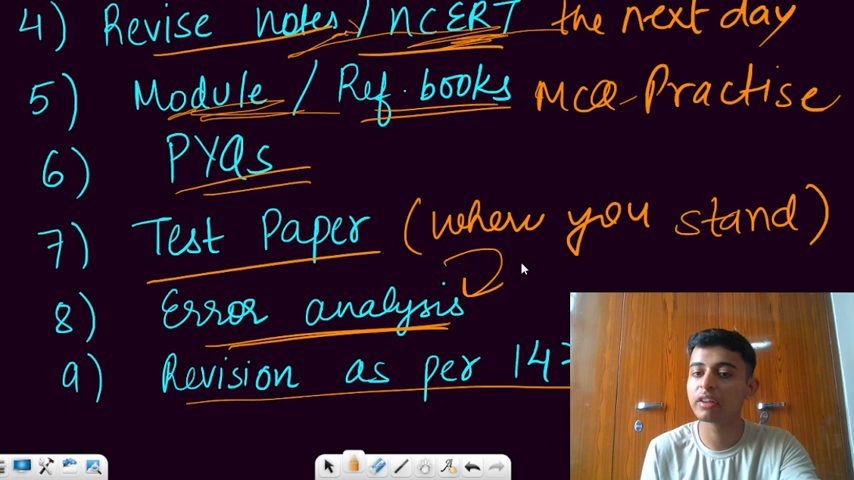 4) Revise notes / NCERT the next day
5) Module / Ref. books MCQ-Practise
6) PYQs
7) Test Paper (where you stand)
8) Error analysis
9) Revision as per 147